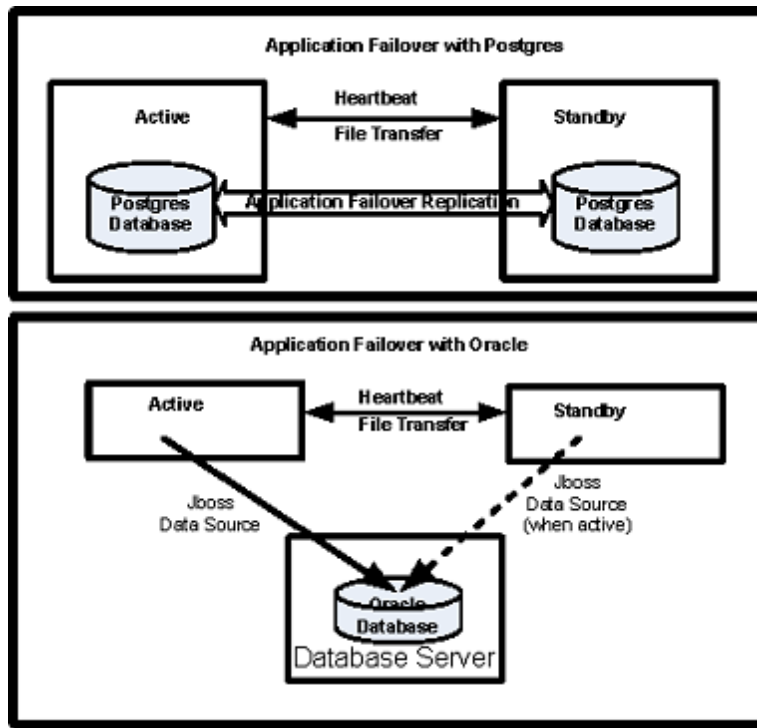 Application Failover with Postgres
Active
Heartbeat
File Transfer
Standby
Postgres
Database
Application Failover Replication
Postgres
Database
Application Failover with Oracle
Active
Heartbeat
File Transfer
Standby
Jboss
Data Source
Jboss
Data Source
(when active)
Oracle
Database
Database Server